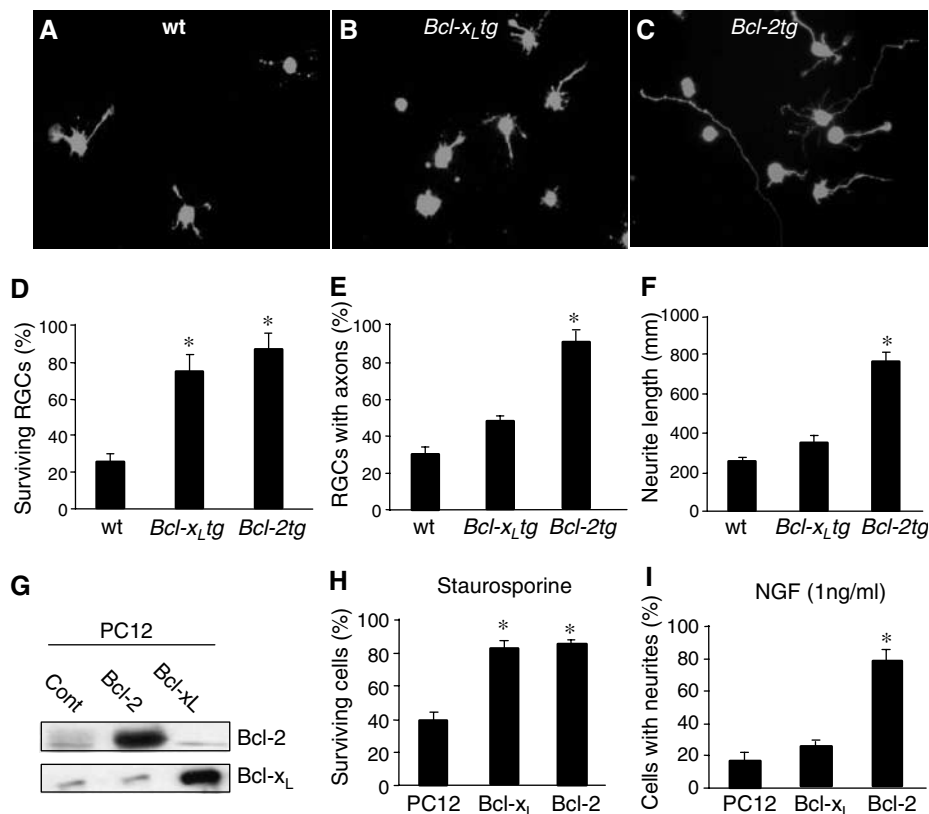 A wt
B Bcl-xLtg
C Bcl-2tg
D
Surviving RGCs (%)
100
80
60
40
20
0
wt Bcl-xLtg Bcl-2tg
E
RGCs with axons (%)
100
80
60
40
20
0
wt Bcl-xLtg Bcl-2tg
F
Neurite length (mm)
1000
800
600
400
200
0
wt Bcl-xLtg Bcl-2tg
* *
*
*
G
PC12
Cont Bcl-2 Bcl-xL
Bcl-2
Bcl-xL
H Staurosporine
Surviving cells (%)
100
80
60
40
20
0
* *
PC12 Bcl-xL Bcl-2
I NGF (1ng/ml)
Cells with neurites (%)
100
80
60
40
20
0
*
PC12 Bcl-xL Bcl-2